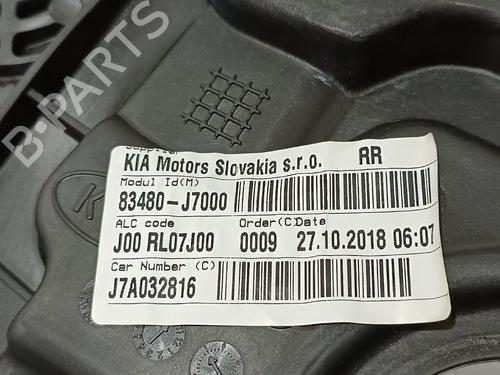 B-PARTS
Supplier
KIA Motors Slovakia s.r.o. RR
Modul Id(M)
83480-J7000
ALC code Order(C)Date
J00 RL07J00 0009 27.10.2018 06:07
Car Number (C)
J7A032816